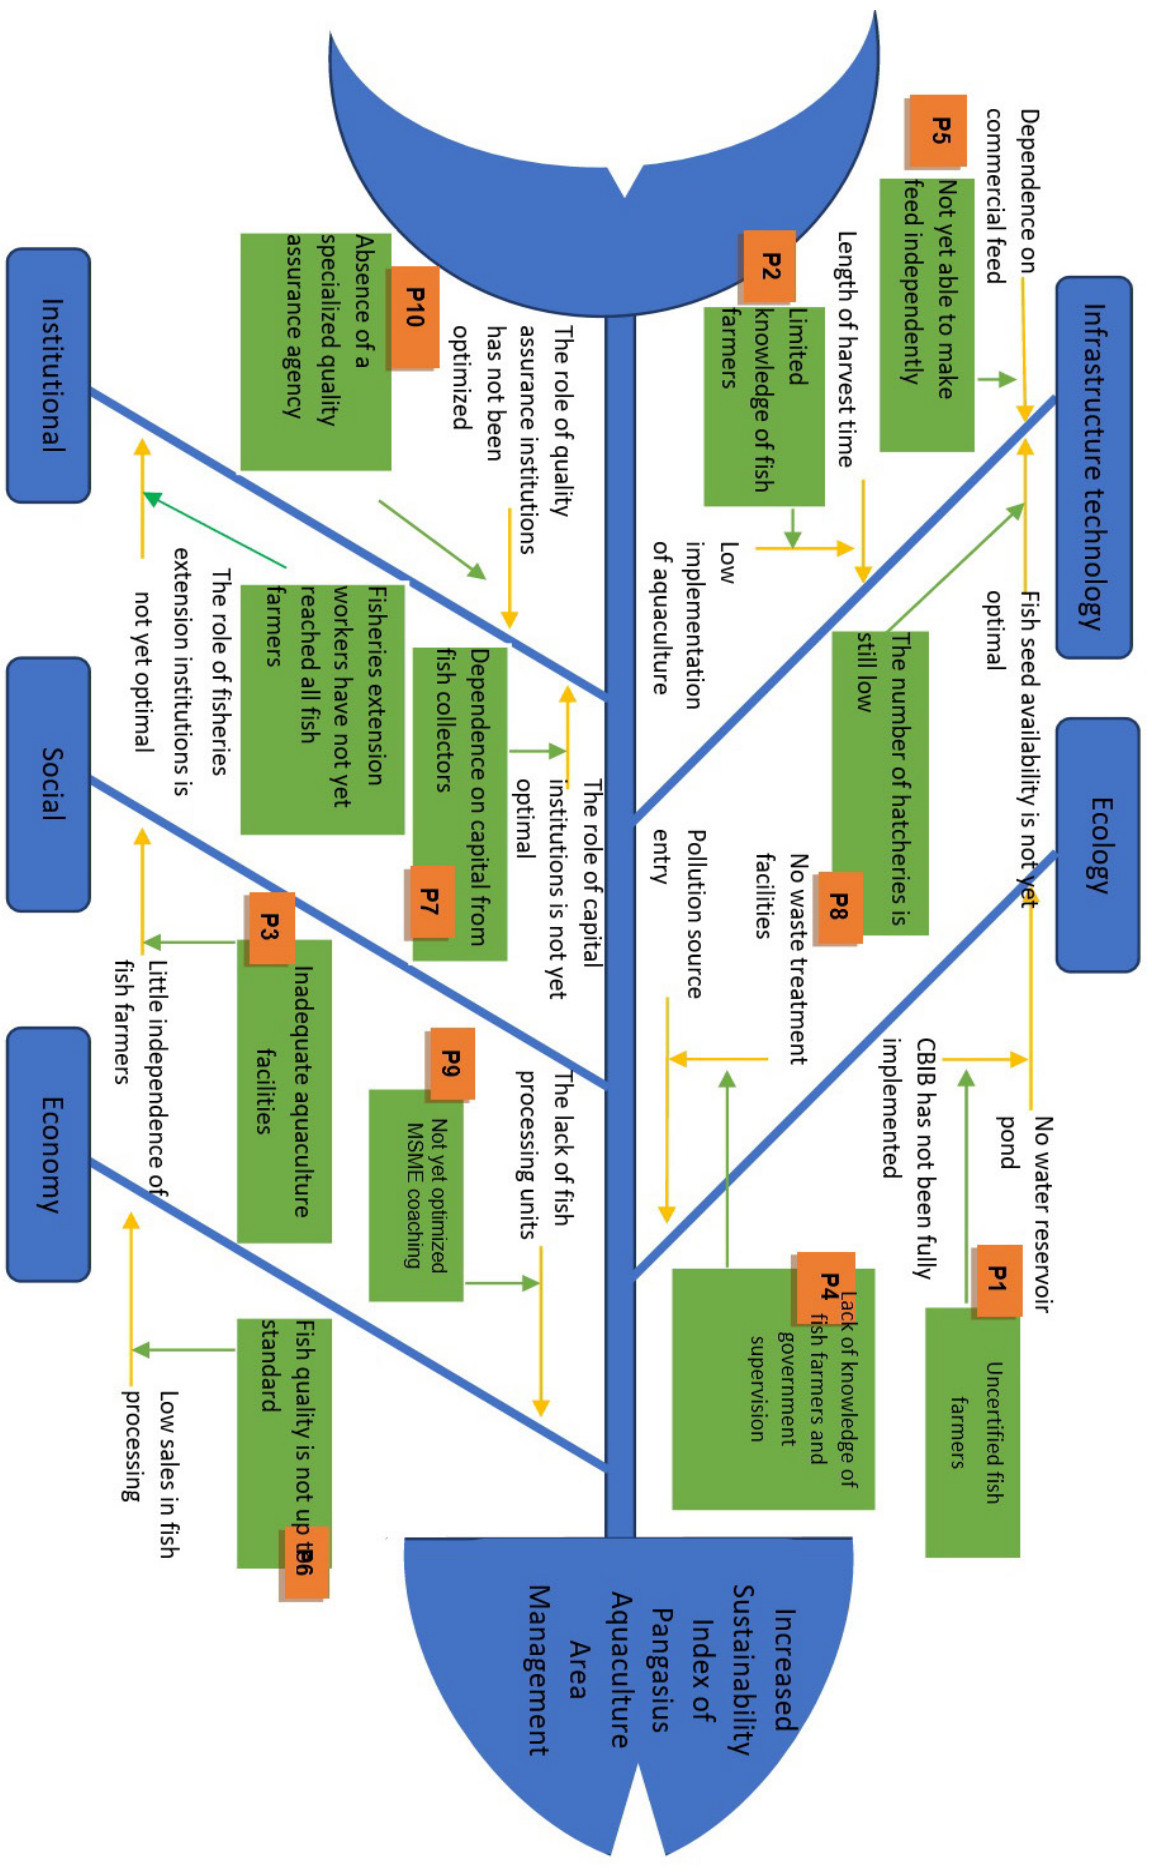 Infrastructure technology
Ecology
Dependence on
commercial feed
P5
Not yet able to make
feed independently
Length of harvest time
P2
Limited
knowledge of fish
farmers
Low
implementation
of aquaculture
Fish seed availability is not yet
optimal
The number of hatcheries is
still low
P8
No water reservoir
pond
CBIB has not been fully
implemented
P1
Uncertified fish
farmers
No waste treatment
facilities
Pollution source
entry
P4
Lack of knowledge of
fish farmers and
government
supervision
Increased
Sustainability
Index of
Pangasius
Aquaculture
Area
Management
The role of quality
assurance institutions
has not been
optimized
P10
Absence of a
specialized quality
assurance agency
The role of capital
institutions is not yet
optimal
Dependence on capital from
fish collectors
P7
Fisheries extension
workers have not yet
reached all fish
farmers
The role of fisheries
extension institutions is
not yet optimal
P3
Inadequate aquaculture
facilities
Little independence of
fish farmers
The lack of fish
processing units
P9
Not yet optimized
MSME coaching
Fish quality is not up to
standard
P6
Low sales in fish
processing
Institutional
Social
Economy